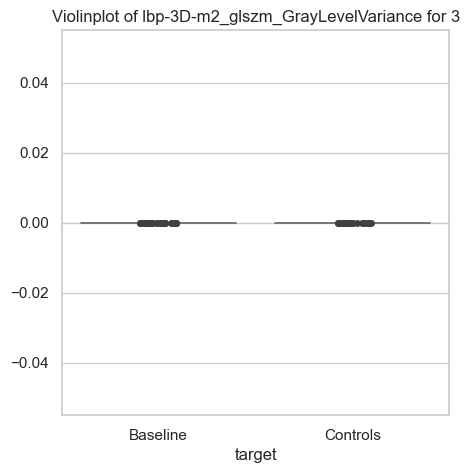 Violinplot of lbp-3D-m2_glszm_GrayLevelVariance for 3
0.04
0.02
0.00
−0.02
−0.04
Baseline
Controls
target